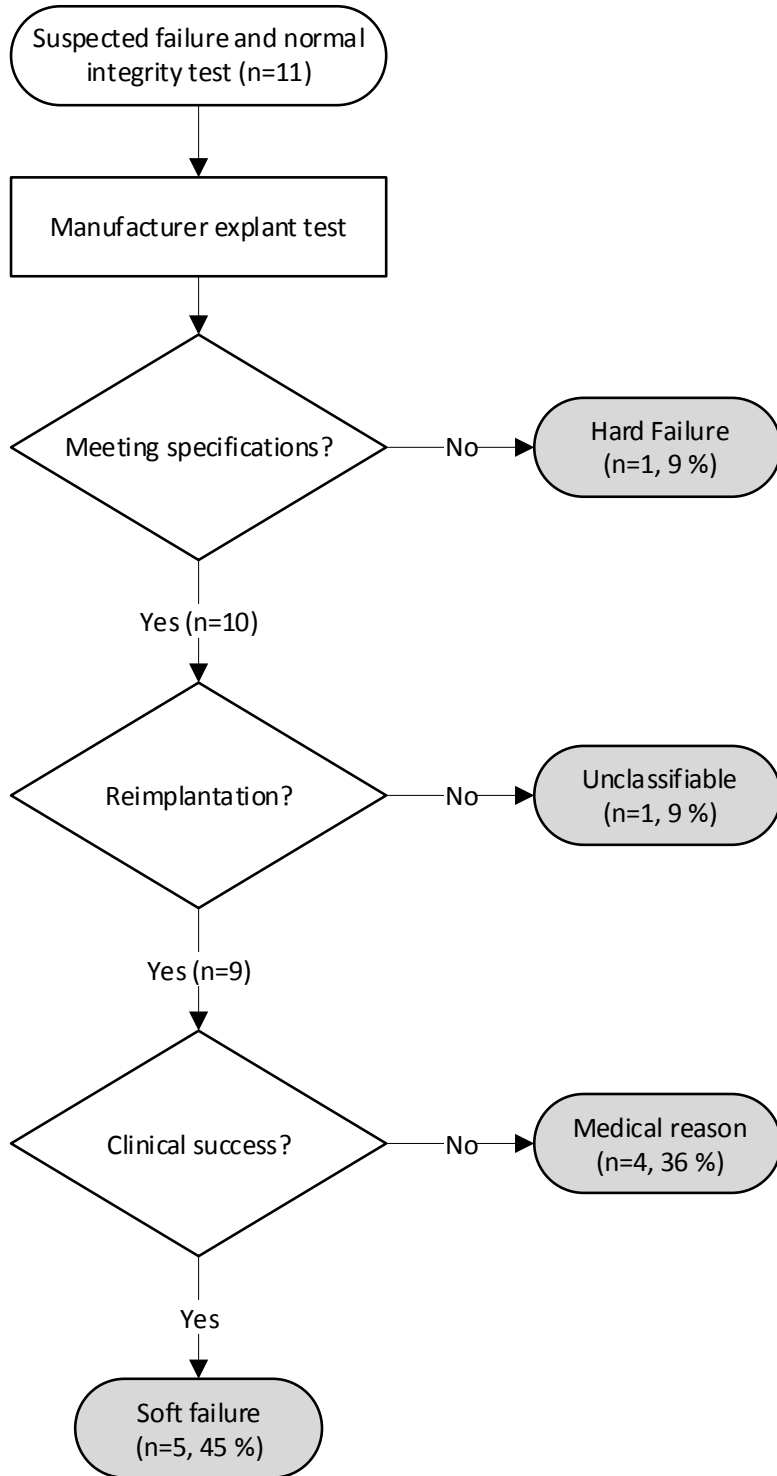 Suspected failure and normal
integrity test (n=11)
Manufacturer explant test
Meeting specifications?
No
Hard Failure
(n=1, 9 %)
Yes (n=10)
Reimplantation?
No
Unclassifiable
(n=1, 9 %)
Yes (n=9)
Clinical success?
No
Medical reason
(n=4, 36 %)
Yes
Soft failure
(n=5, 45 %)